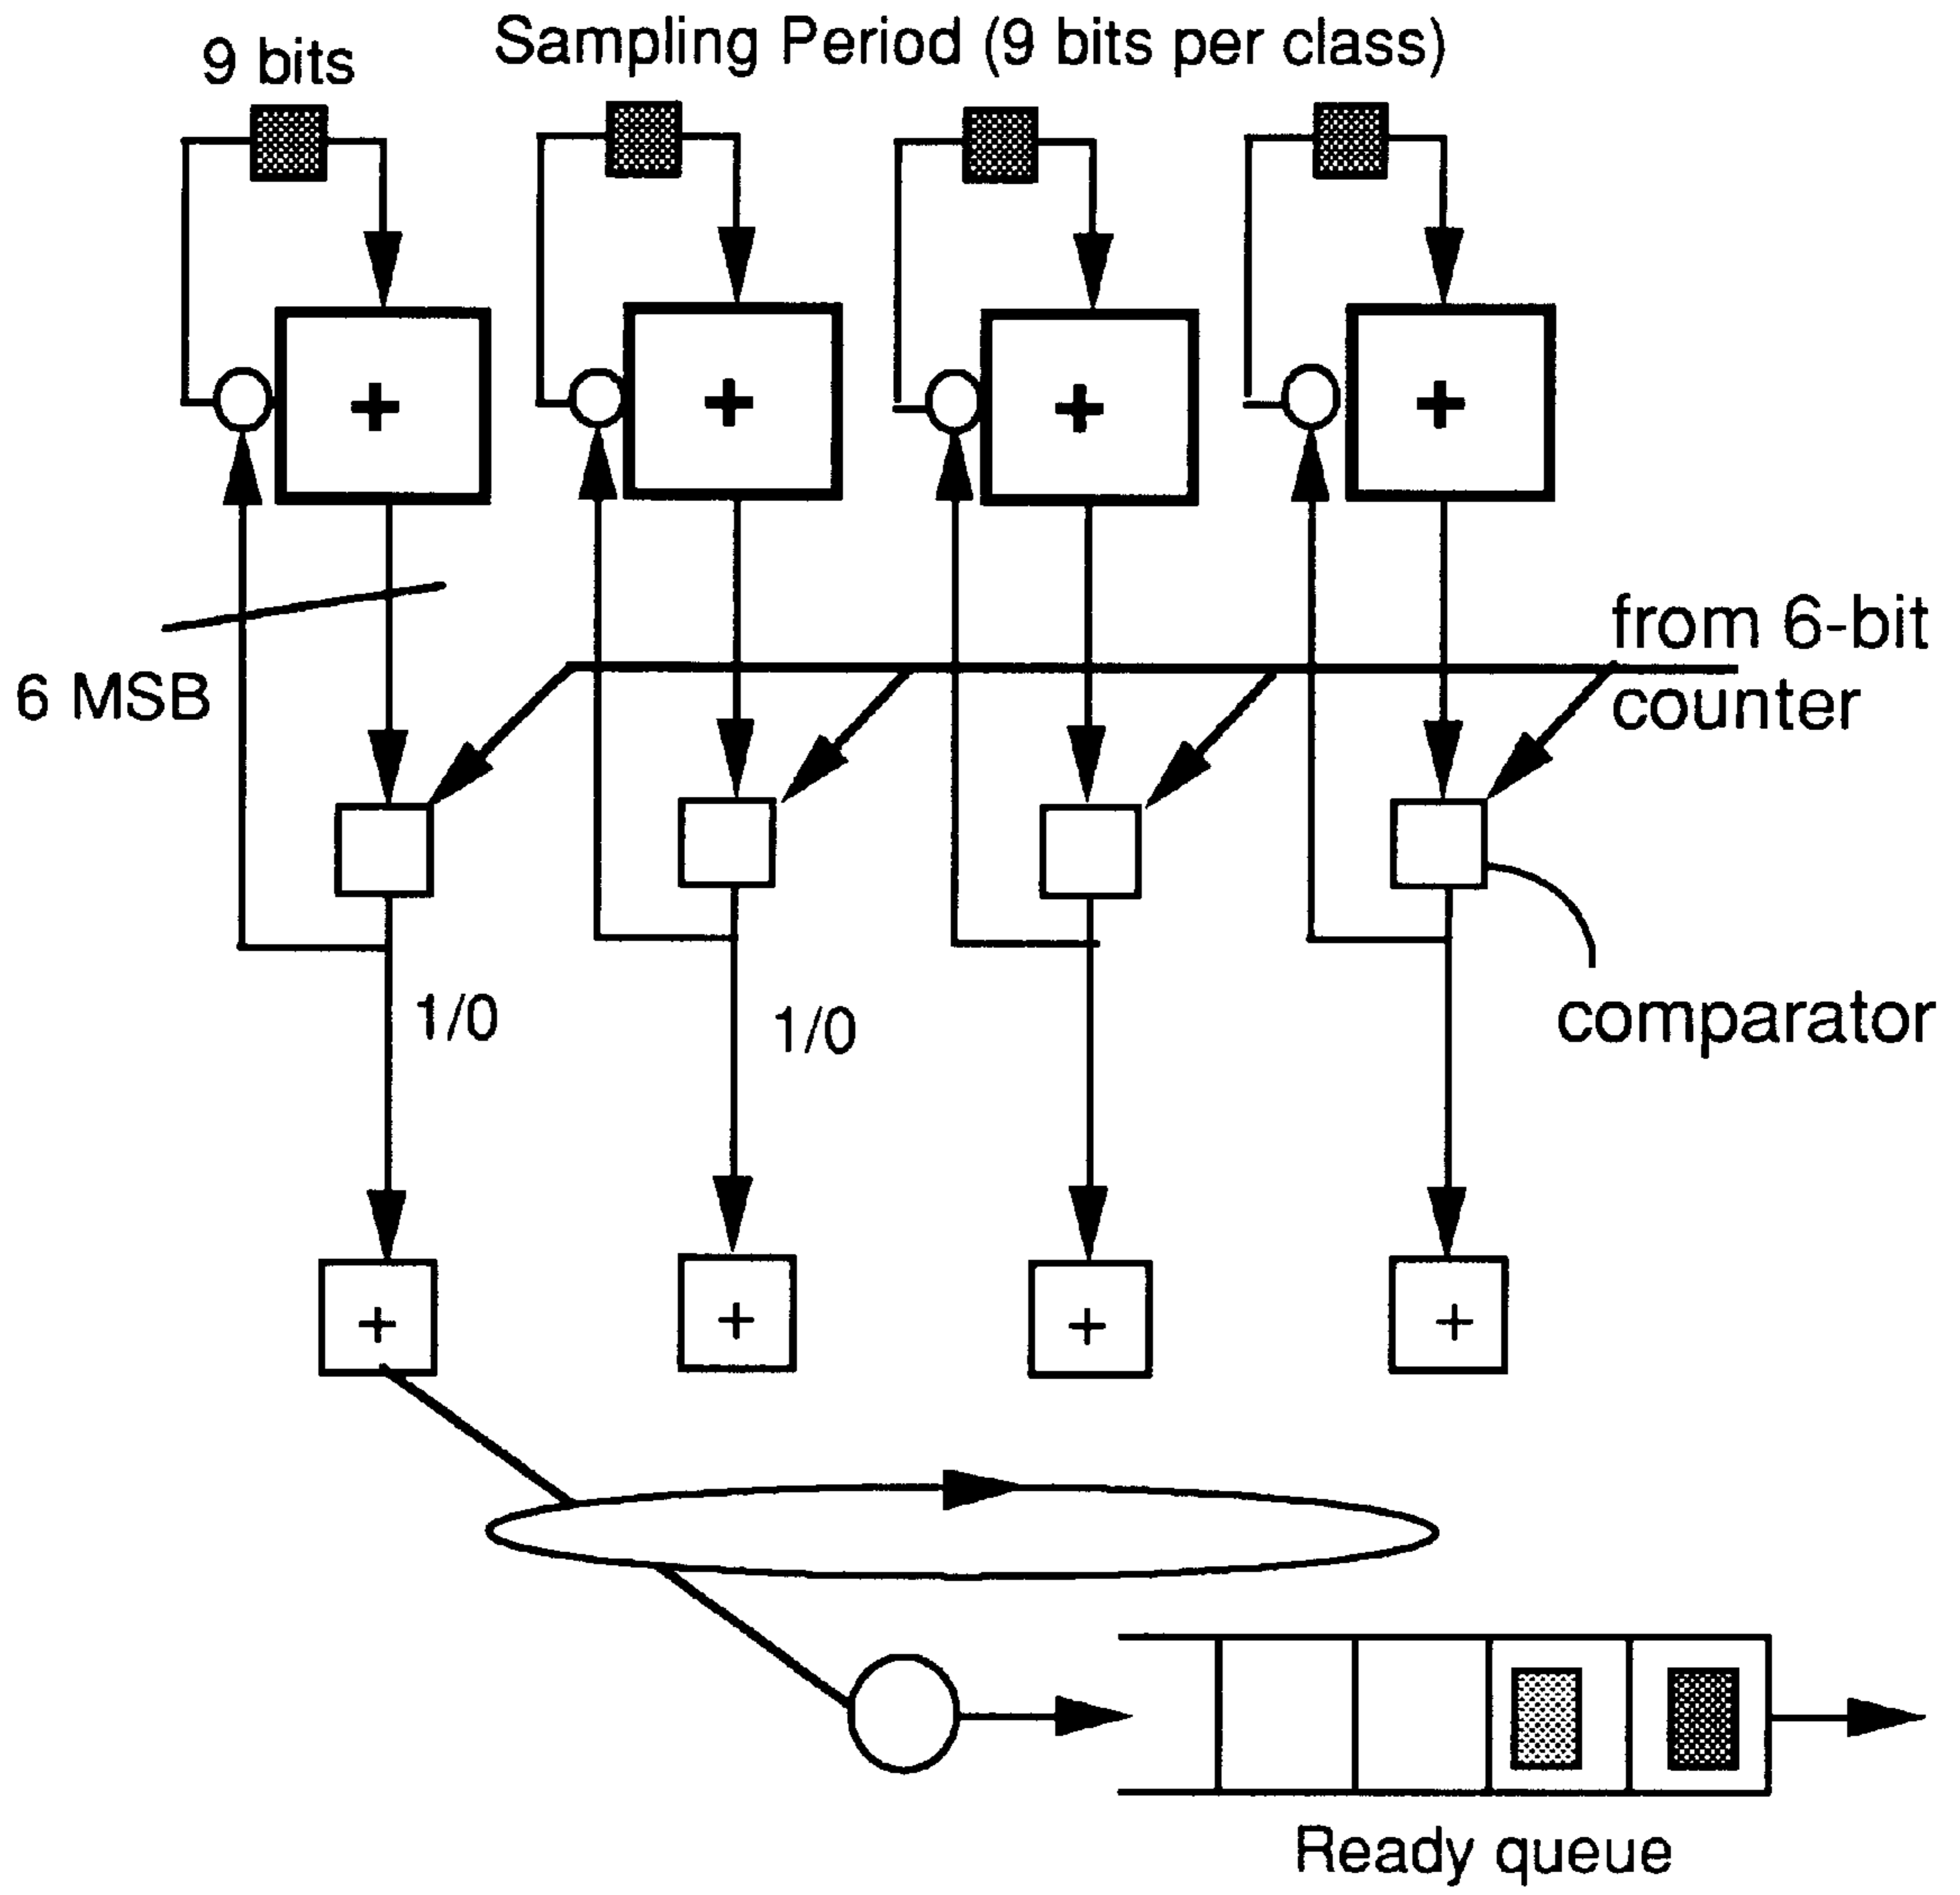 9 bits
Sampling Period (9 bits per class)
+
+
+
+
from 6-bit
counter
6 MSB
1/0
1/0
comparator
+
+
+
+
Ready queue